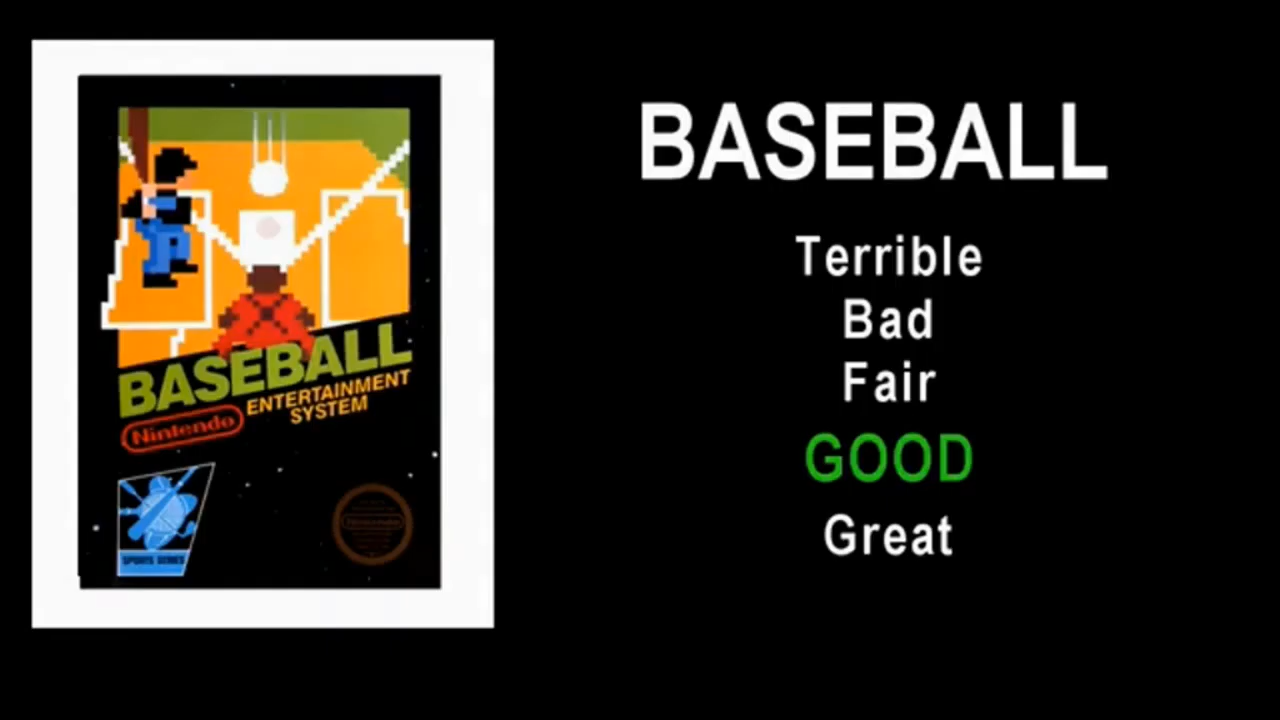 BASEBALL
ENTERTAINMENT
SYSTEM
Nintendo
SPORTS SERIES
BASEBALL
Terrible
Bad
Fair
GOOD
Great